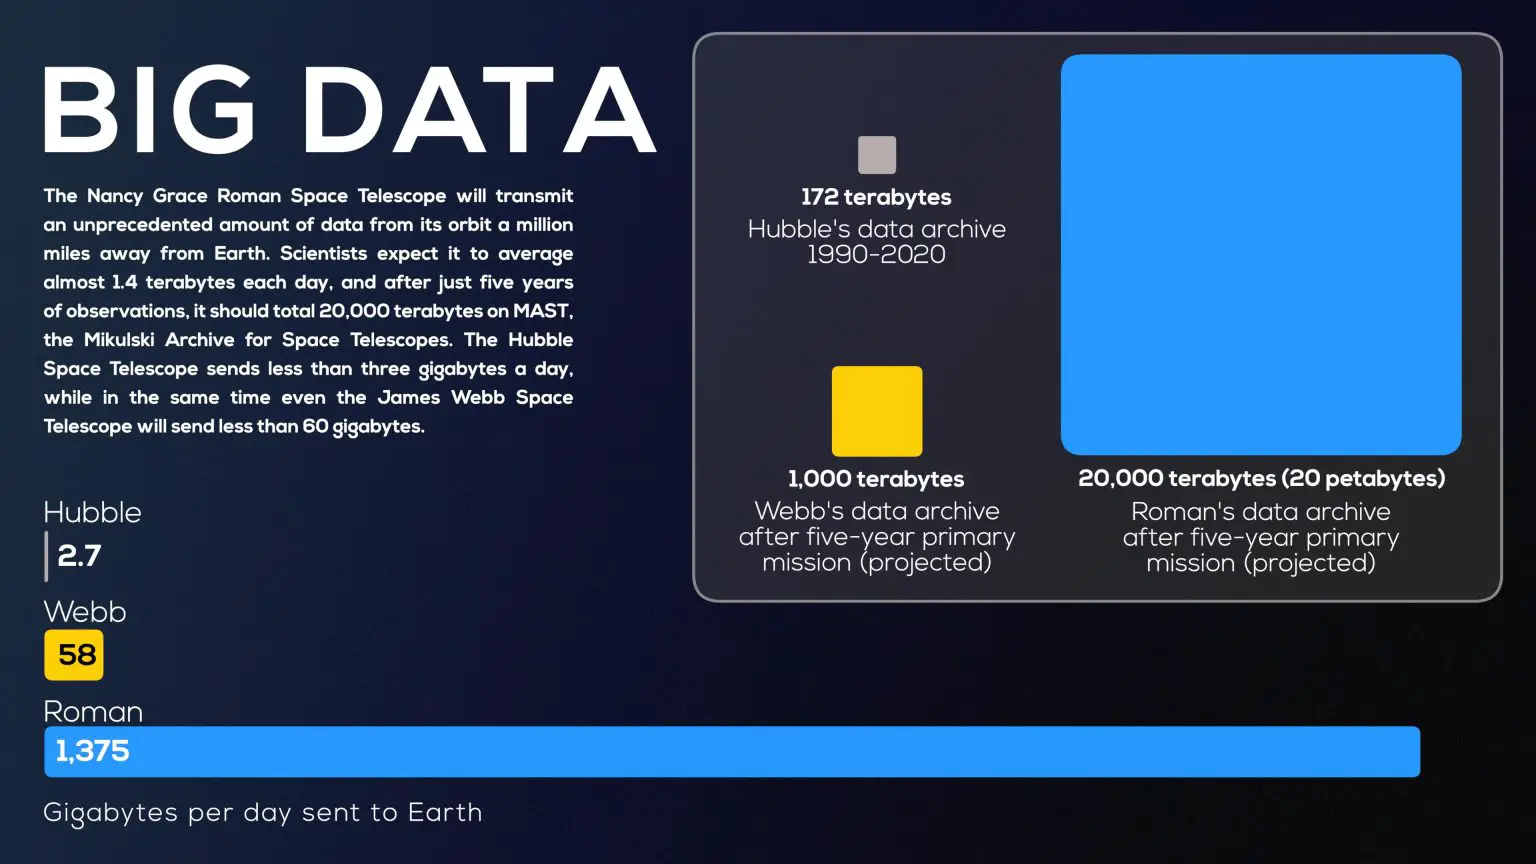 BIG DATA
The Nancy Grace Roman Space Telescope will transmit
an unprecedented amount of data from its orbit a million
miles away from Earth. Scientists expect it to average
almost 1.4 terabytes each day, and after just five years
of observations, it should total 20,000 terabytes on MAST,
the Mikulski Archive for Space Telescopes. The Hubble
Space Telescope sends less than three gigabytes a day,
while in the same time even the James Webb Space
Telescope will send less than 60 gigabytes.
Hubble
2.7
Webb
58
Roman
1,375
Gigabytes per day sent to Earth
172 terabytes
Hubble's data archive
1990-2020
1,000 terabytes
Webb's data archive
after five-year primary
mission (projected)
20,000 terabytes (20 petabytes)
Roman's data archive
after five-year primary
mission (projected)